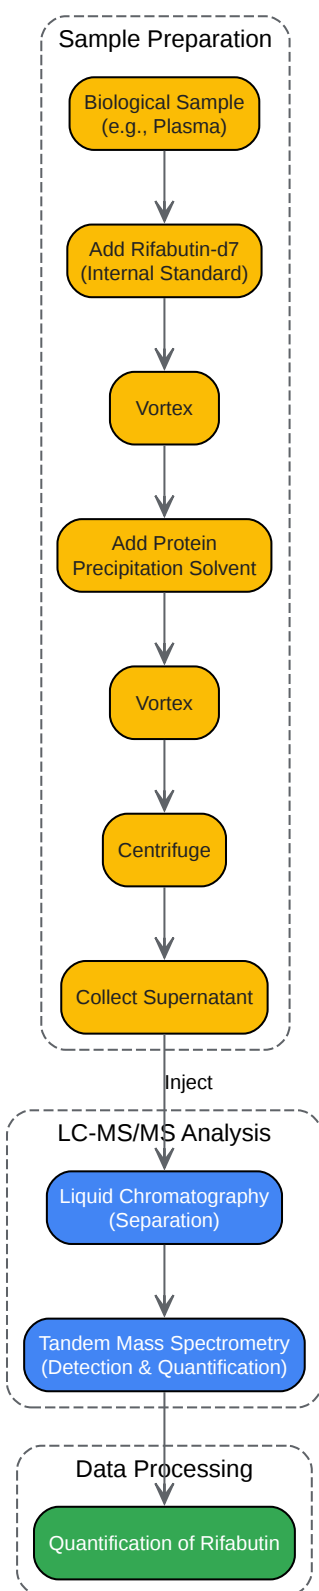 Sample Preparation
Biological Sample
(e.g., Plasma)
Add Rifabutin-d7
(Internal Standard)
Vortex
Add Protein
Precipitation Solvent
Vortex
Centrifuge
Collect Supernatant
Inject
LC-MS/MS Analysis
Liquid Chromatography
(Separation)
Tandem Mass Spectrometry
(Detection & Quantification)
Data Processing
Quantification of Rifabutin